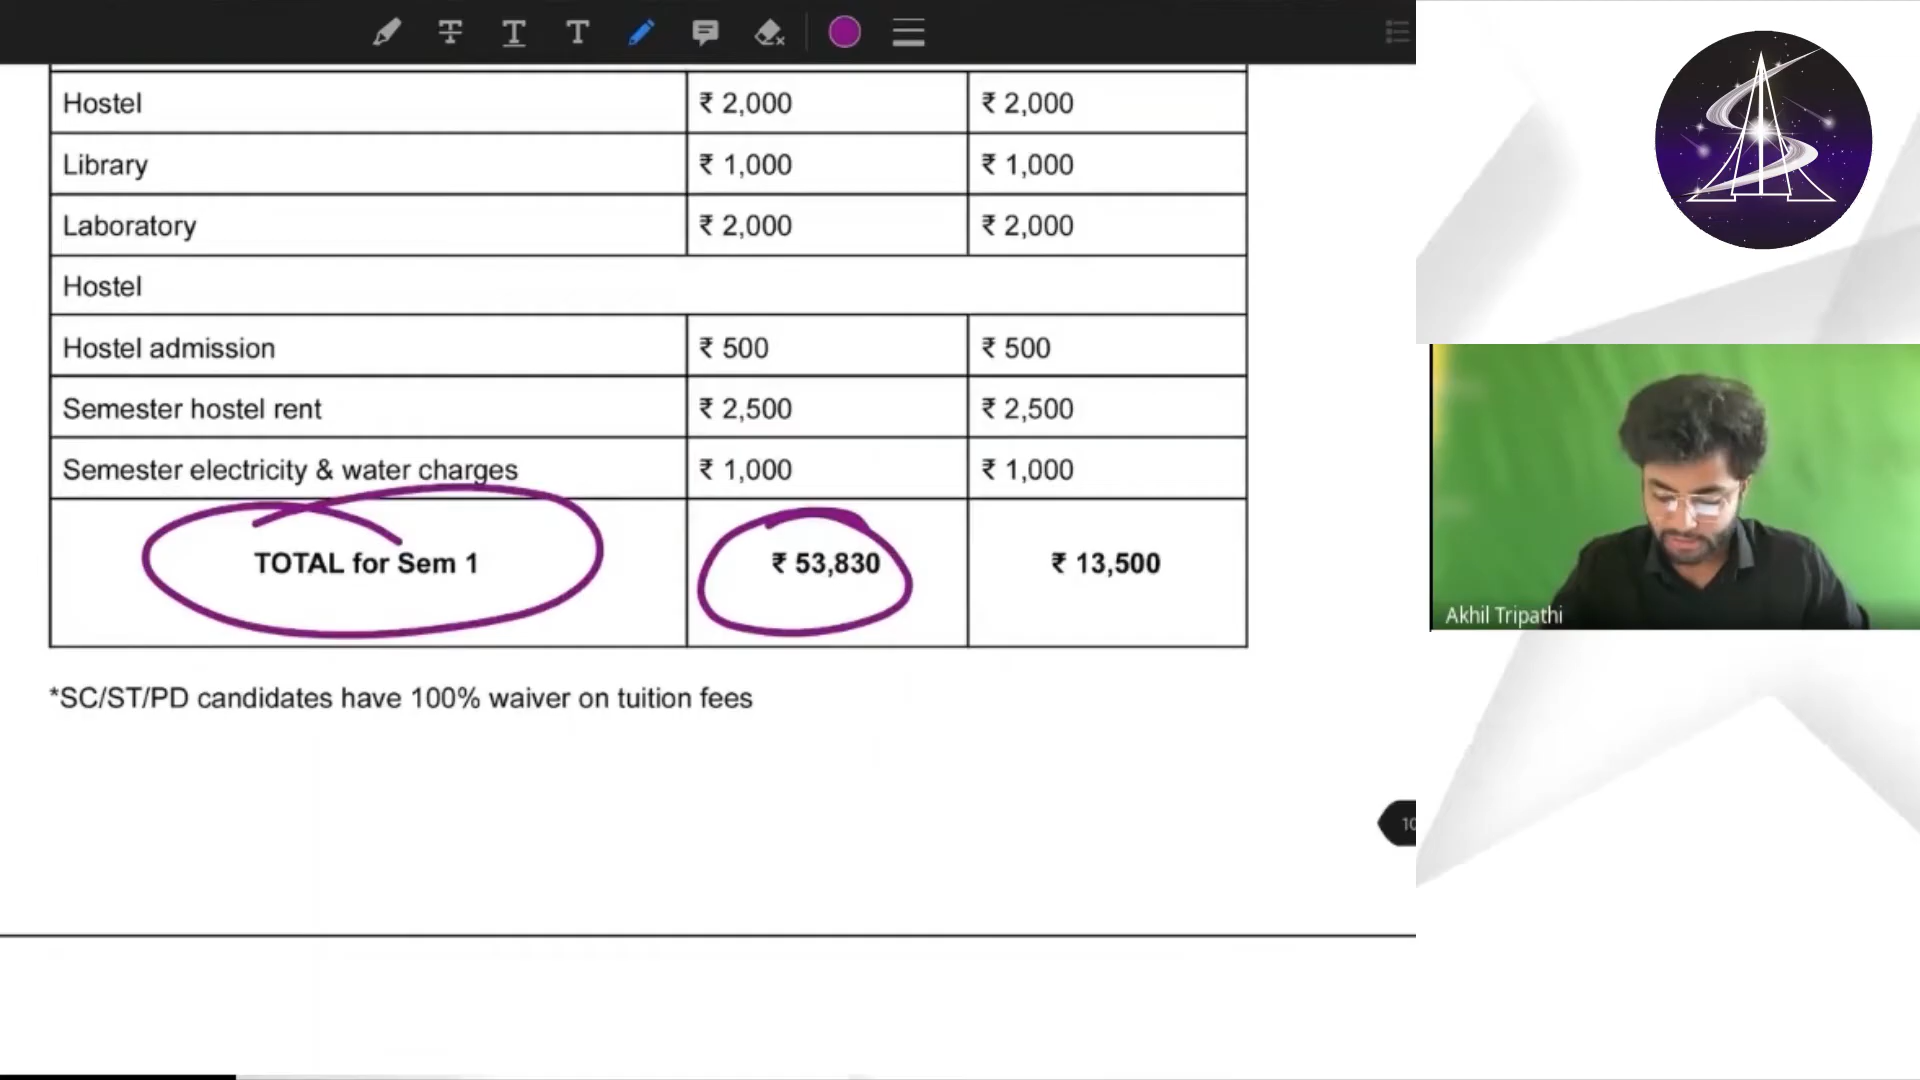 Hostel ₹ 2,000 ₹ 2,000
Library ₹ 1,000 ₹ 1,000
Laboratory ₹ 2,000 ₹ 2,000
Hostel
Hostel admission ₹ 500 ₹ 500
Semester hostel rent ₹ 2,500 ₹ 2,500
Semester electricity & water charges ₹ 1,000 ₹ 1,000
TOTAL for Sem 1 ₹ 53,830 ₹ 13,500
*SC/ST/PD candidates have 100% waiver on tuition fees
Akhil Tripathi